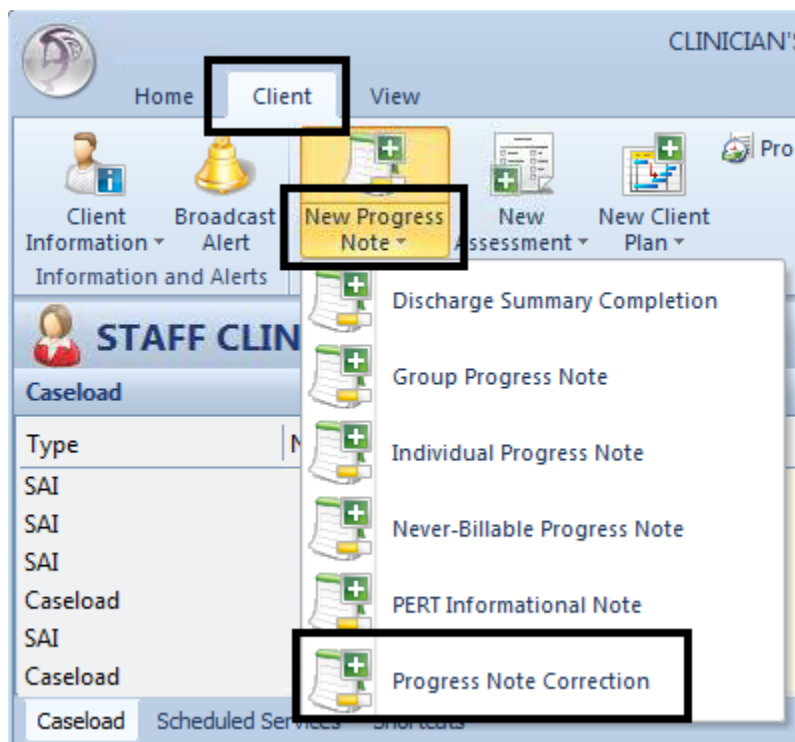 CLINICIAN'S
Home Client View
Client Information
Broadcast Alert
New Progress Note
New Assessment
New Client Plan
Pro
Information and Alerts
STAFF CLIN
Caseload
Type N
SAI
SAI
SAI
Caseload
SAI
Caseload
Discharge Summary Completion
Group Progress Note
Individual Progress Note
Never-Billable Progress Note
PERT Informational Note
Progress Note Correction
Caseload Scheduled Services Shortcuts